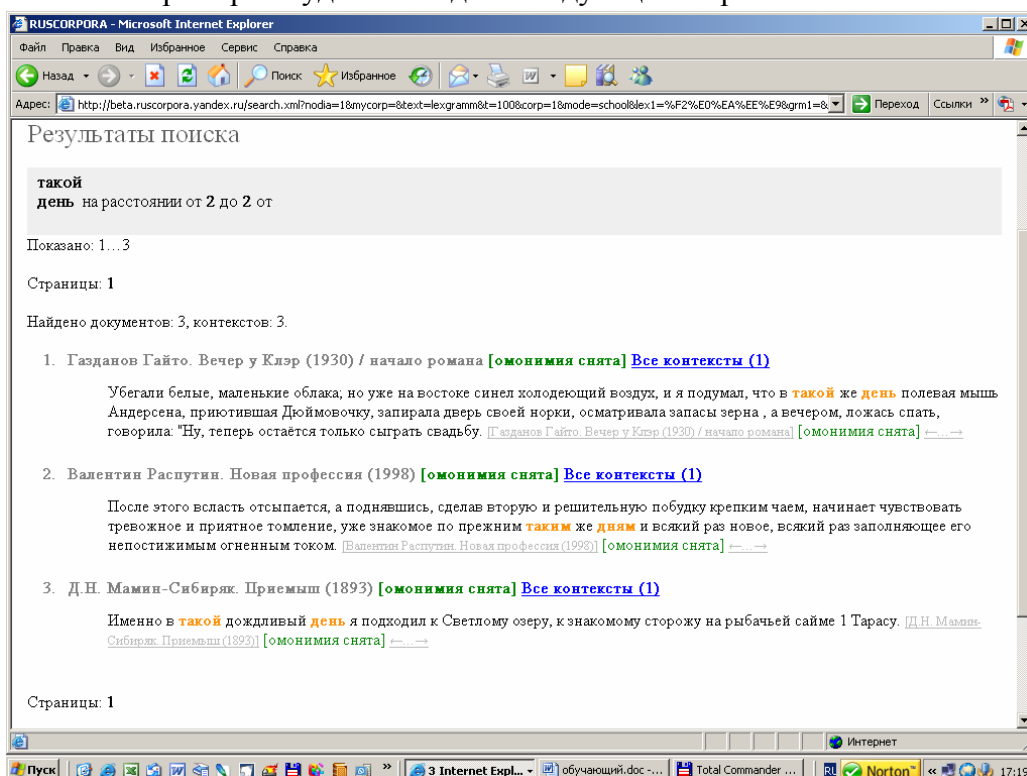 RUSCORPORA - Microsoft Internet Explorer
Файл Правка Вид Избранное Сервис Справка
Назад Поиск Избранное
Адрес: http://beta.ruscorpora.yandex.ru/search.xml?nodia=1&mycorp=&text=lexgramm&t=100&corp=1&mode=school&lex1=%F2%E0%EA%EE%E9&grm1=& Переход Ссылки »
Результаты поиска
такой
день на расстоянии от 2 до 2 от
Показано: 1…3
Страницы: 1
Найдено документов: 3, контекстов: 3.
1. Газданов Гайто. Вечер у Клэр (1930) / начало романа [омонимия снята] Все контексты (1)
Убегали белые, маленькие облака; но уже на востоке синел холодеющий воздух, и я подумал, что в такой же день полевая мышь
Андерсена, приютившая Дюймовочку, запирала дверь своей норки, осматривала запасы зерна , а вечером, ложась спать,
говорила: "Ну, теперь остаётся только сыграть свадьбу. [Газданов Гайто. Вечер у Клэр (1930) / начало романа] [омонимия снята] ←…→
2. Валентин Распутин. Новая профессия (1998) [омонимия снята] Все контексты (1)
После этого всласть отсыпается, а поднявшись, сделав вторую и решительную побудку крепким чаем, начинает чувствовать
тревожное и приятное томление, уже знакомое по прежним таким же дням и всякий раз новое, всякий раз заполняющее его
непостижимым огненным током. [Валентин Распутин. Новая профессия (1998)] [омонимия снята] ←…→
3. Д.Н. Мамин-Сибиряк. Приемыш (1893) [омонимия снята] Все контексты (1)
Именно в такой дождливый день я подходил к Светлому озеру, к знакомому сторожу на рыбачьей сайме 1 Тарасу. [Д.Н. Мамин-
Сибиряк. Приемыш (1893)] [омонимия снята] ←…→
Страницы: 1
Интернет
Пуск » 3 Internet Expl... обучающий.doc -... Total Commander ... RU Norton™ « 17:15